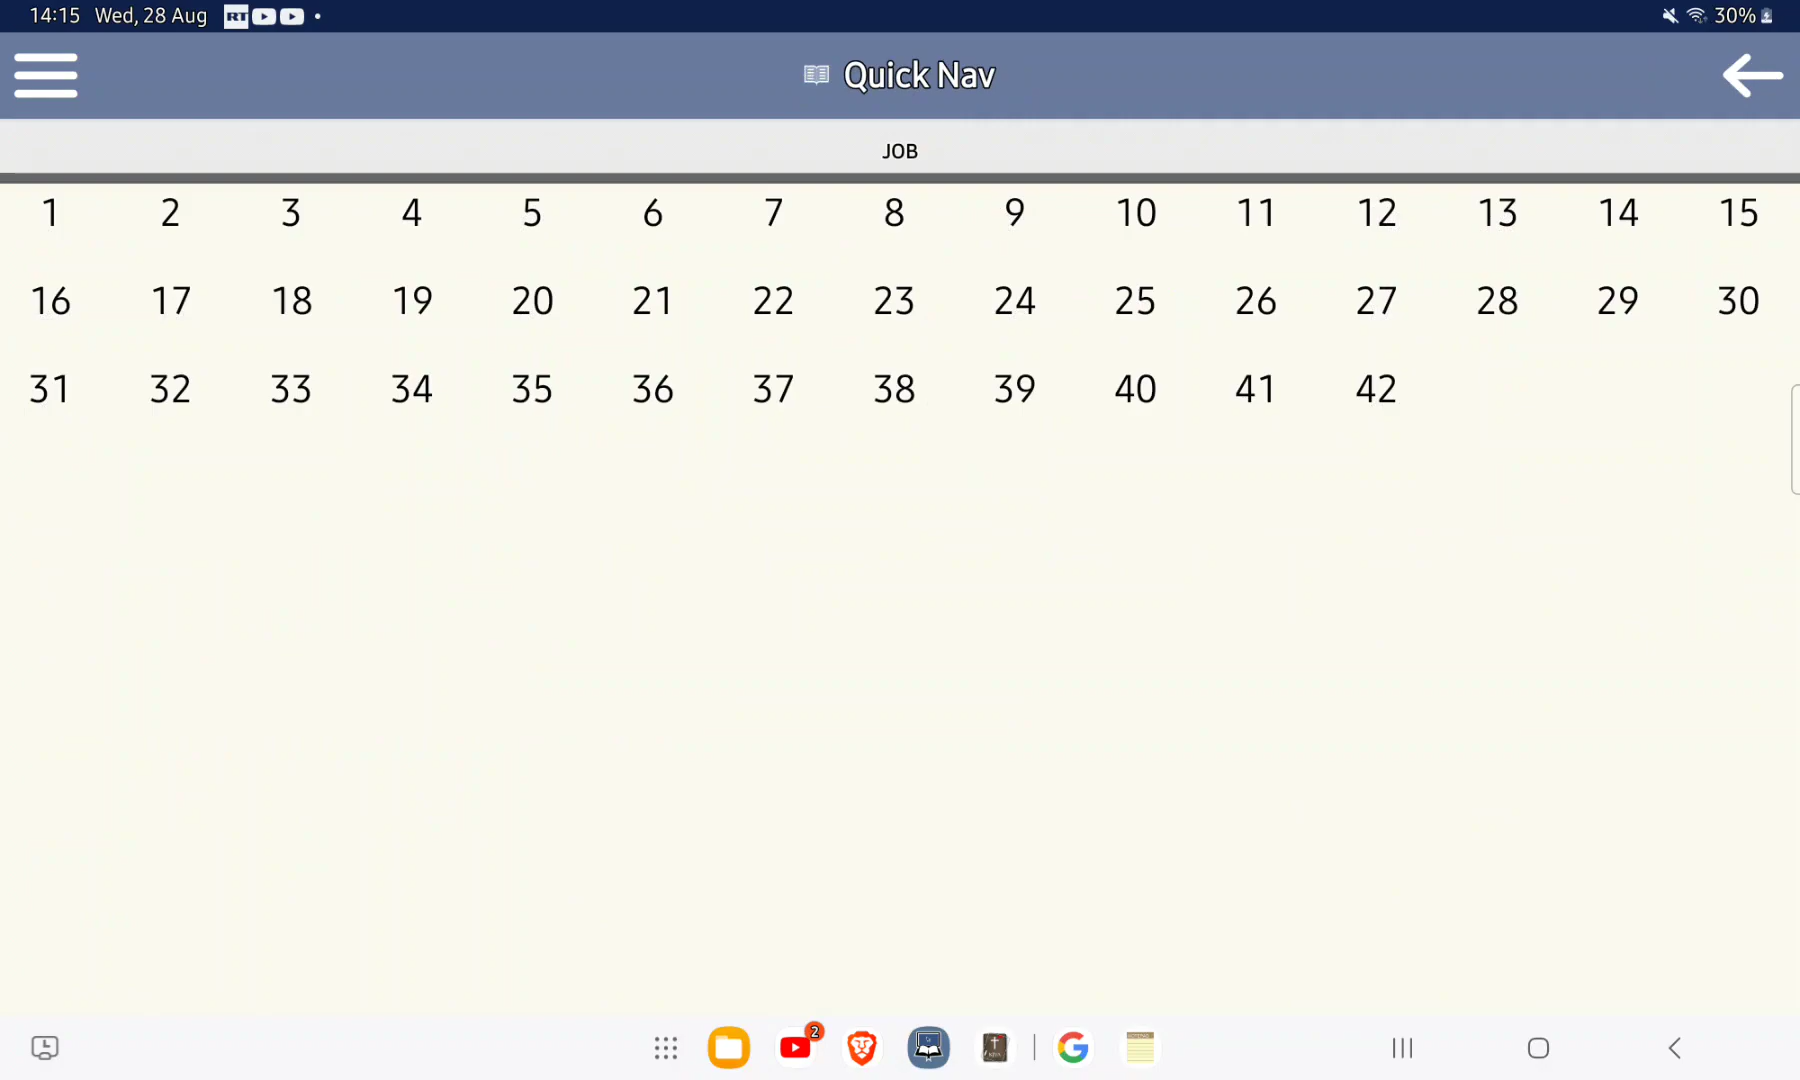 14:15 Wed, 28 Aug RT 30%
Quick Nav
JOB
1 2 3 4 5 6 7 8 9 10 11 12 13 14 15
16 17 18 19 20 21 22 23 24 25 26 27 28 29 30
31 32 33 34 35 36 37 38 39 40 41 42
2